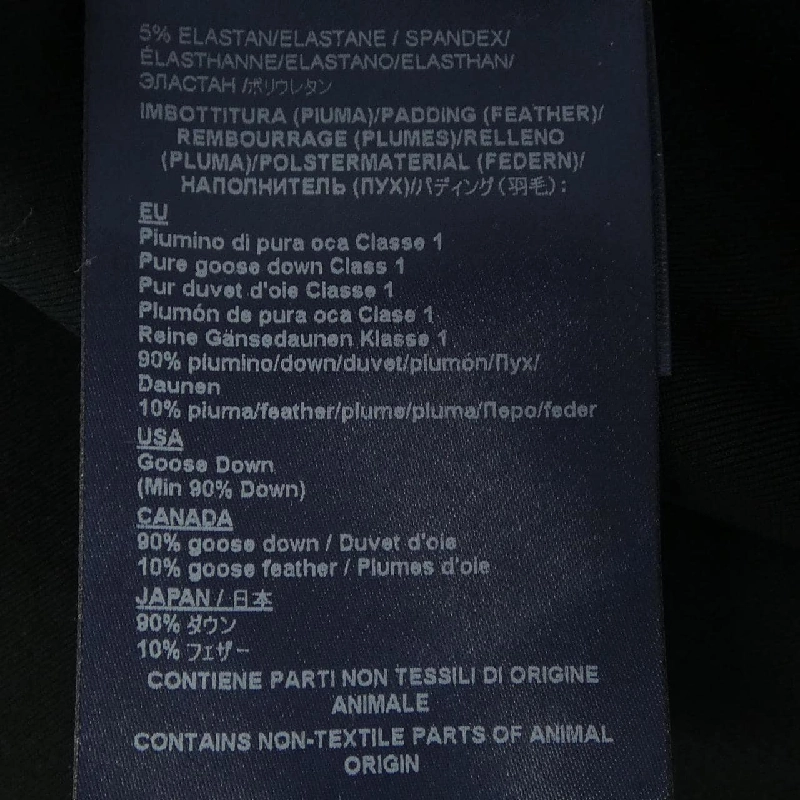 5% ELASTAN/ELASTANE / SPANDEX/
ÉLASTHANNE/ELASTANO/ELASTHAN/
ЭЛАСТАН /ポリウレタン
IMBOTTITURA (PIUMA)/PADDING (FEATHER)/
REMBOURRAGE (PLUMES)/RELLENO
(PLUMA)/POLSTERMATERIAL (FEDERN)/
НАПОЛНИТЕЛЬ (ПУХ)/パディング (羽毛) :
EU
Piumino di pura oca Classe 1
Pure goose down Class 1
Pur duvet d'oie Classe 1
Plumón de pura oca Clase 1
Reine Gänsedaunen Klasse 1
90% piumino/down/duvet/plumón/Пух/
Daunen
10% piuma/feather/plume/pluma/Перо/feder
USA
Goose Down
(Min 90% Down)
CANADA
90% goose down / Duvet d'oie
10% goose feather / Plumes d'oie
JAPAN / 日本
90% ダウン
10% フェザー
CONTIENE PARTI NON TESSILI DI ORIGINE
ANIMALE
CONTAINS NON-TEXTILE PARTS OF ANIMAL
ORIGIN